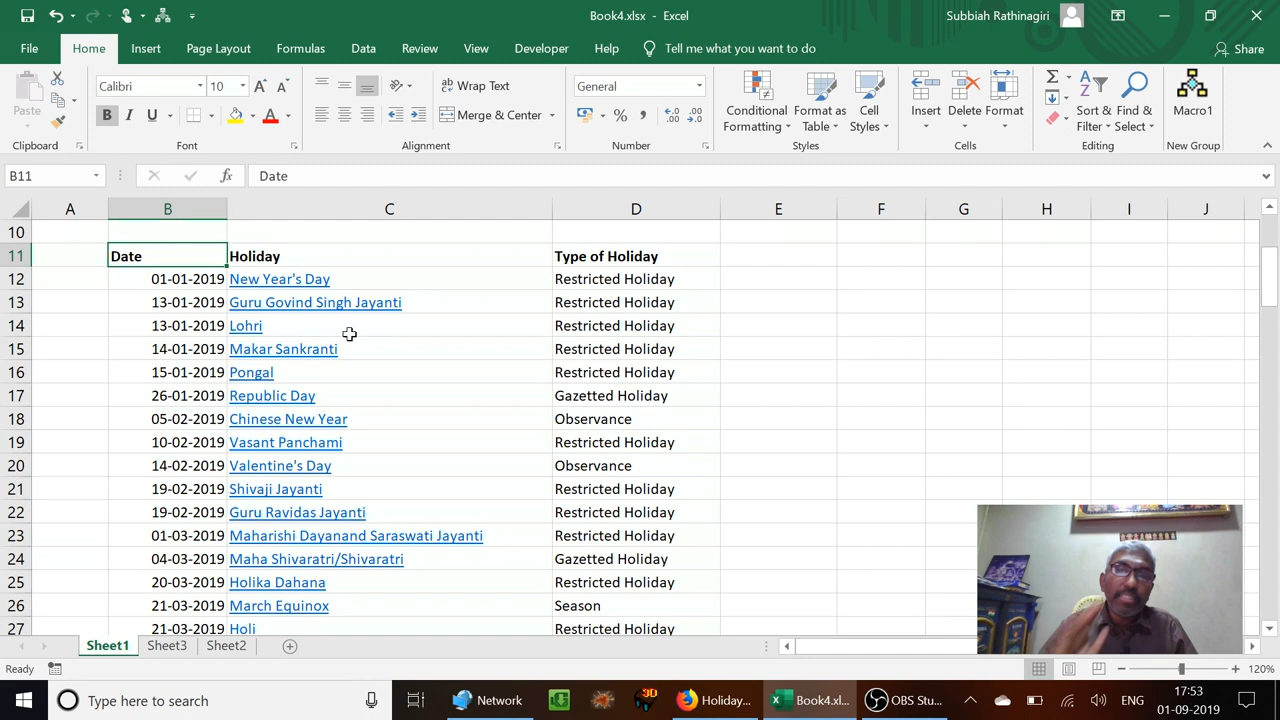 Book4.xlsx - Excel
Subbiah Rathinagiri
File Home Insert Page Layout Formulas Data Review View Developer Help Tell me what you want to do Share
Paste
Calibri 10
B I U
Wrap Text
Merge & Center
General
Conditional Formatting
Format as Table
Cell Styles
Insert Delete Format
Sort & Filter
Find & Select
Macro1
Clipboard Font Alignment Number Styles Cells Editing New Group
B11 fx Date
A B C D E F G H I J
10
11 Date Holiday Type of Holiday
12 01-01-2019 New Year's Day Restricted Holiday
13 13-01-2019 Guru Govind Singh Jayanti Restricted Holiday
14 13-01-2019 Lohri Restricted Holiday
15 14-01-2019 Makar Sankranti Restricted Holiday
16 15-01-2019 Pongal Restricted Holiday
17 26-01-2019 Republic Day Gazetted Holiday
18 05-02-2019 Chinese New Year Observance
19 10-02-2019 Vasant Panchami Restricted Holiday
20 14-02-2019 Valentine's Day Observance
21 19-02-2019 Shivaji Jayanti Restricted Holiday
22 19-02-2019 Guru Ravidas Jayanti Restricted Holiday
23 01-03-2019 Maharishi Dayanand Saraswati Jayanti Restricted Holiday
24 04-03-2019 Maha Shivaratri/Shivaratri Gazetted Holiday
25 20-03-2019 Holika Dahana Restricted Holiday
26 21-03-2019 March Equinox Season
27 21-03-2019 Holi Restricted Holiday
Sheet1 Sheet3 Sheet2
Ready 120%
Type here to search Network Holiday... Book4.xl... OBS Stu... ENG 17:53
01-09-2019